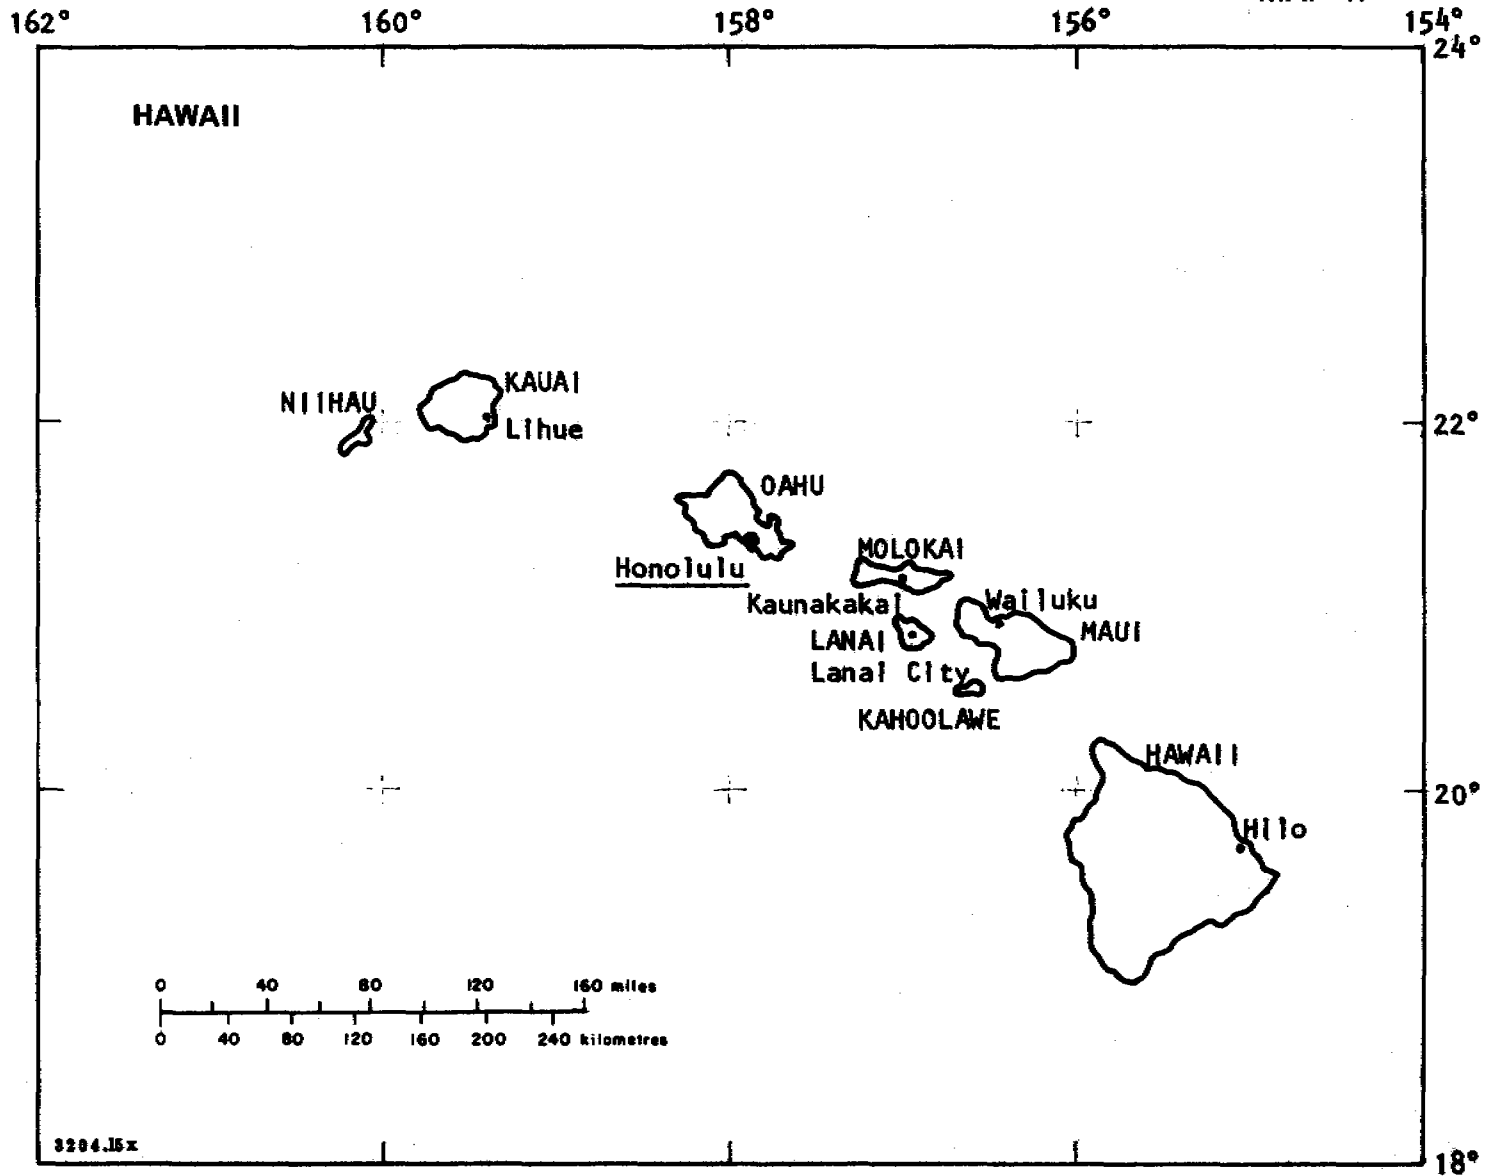 162° 160° 158° 156° 154°
24°
HAWAII
KAUAI
NIIHAU
22°
Lihue
OAHU
MOLOKAI
Honolulu
Kaunakakai
Wailuku
MAUI
LANAI
Lanai City
KAHOOLAWE
HAWAII
20°
Hilo
0 40 80 120 160 miles
0 40 80 120 160 200 240 kilometres
3204.15x
18°